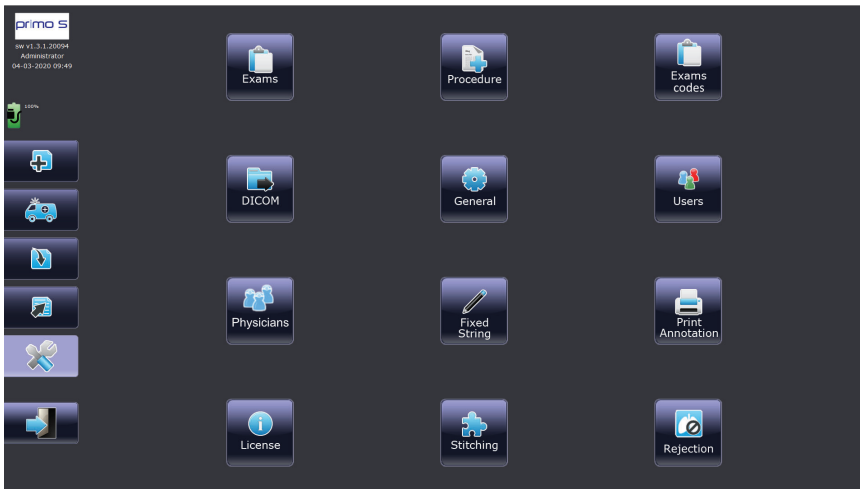 primo S
sw v1.3.1.20094
Administrator
04-03-2020 09:49
100%
Exams
Procedure
Exams
codes
DICOM
General
Users
Physicians
Fixed
String
Print
Annotation
License
Stitching
Rejection